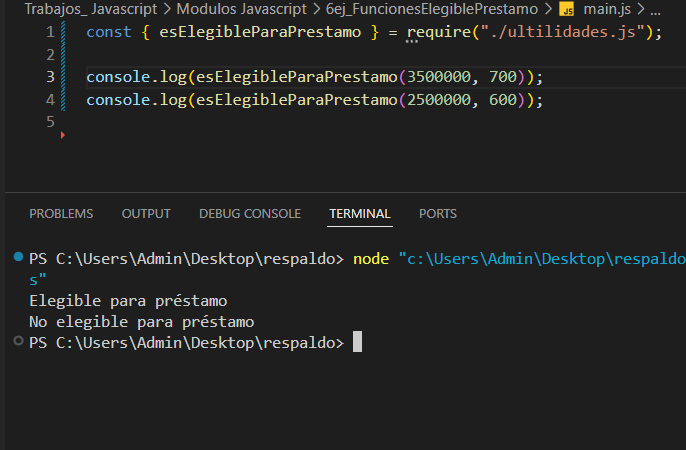 Trabajos_ Javascript > Modulos Javascript > 6ej_FuncionesElegiblePrestamo > JS main.js > ...
1 const { esElegibleParaPrestamo } = require("./ultilidades.js");
2
3 console.log(esElegibleParaPrestamo(3500000, 700));
4 console.log(esElegibleParaPrestamo(2500000, 600));
5
PROBLEMS OUTPUT DEBUG CONSOLE TERMINAL PORTS
PS C:\Users\Admin\Desktop\respaldo> node "c:\Users\Admin\Desktop\respaldo
s"
Elegible para préstamo
No elegible para préstamo
PS C:\Users\Admin\Desktop\respaldo>